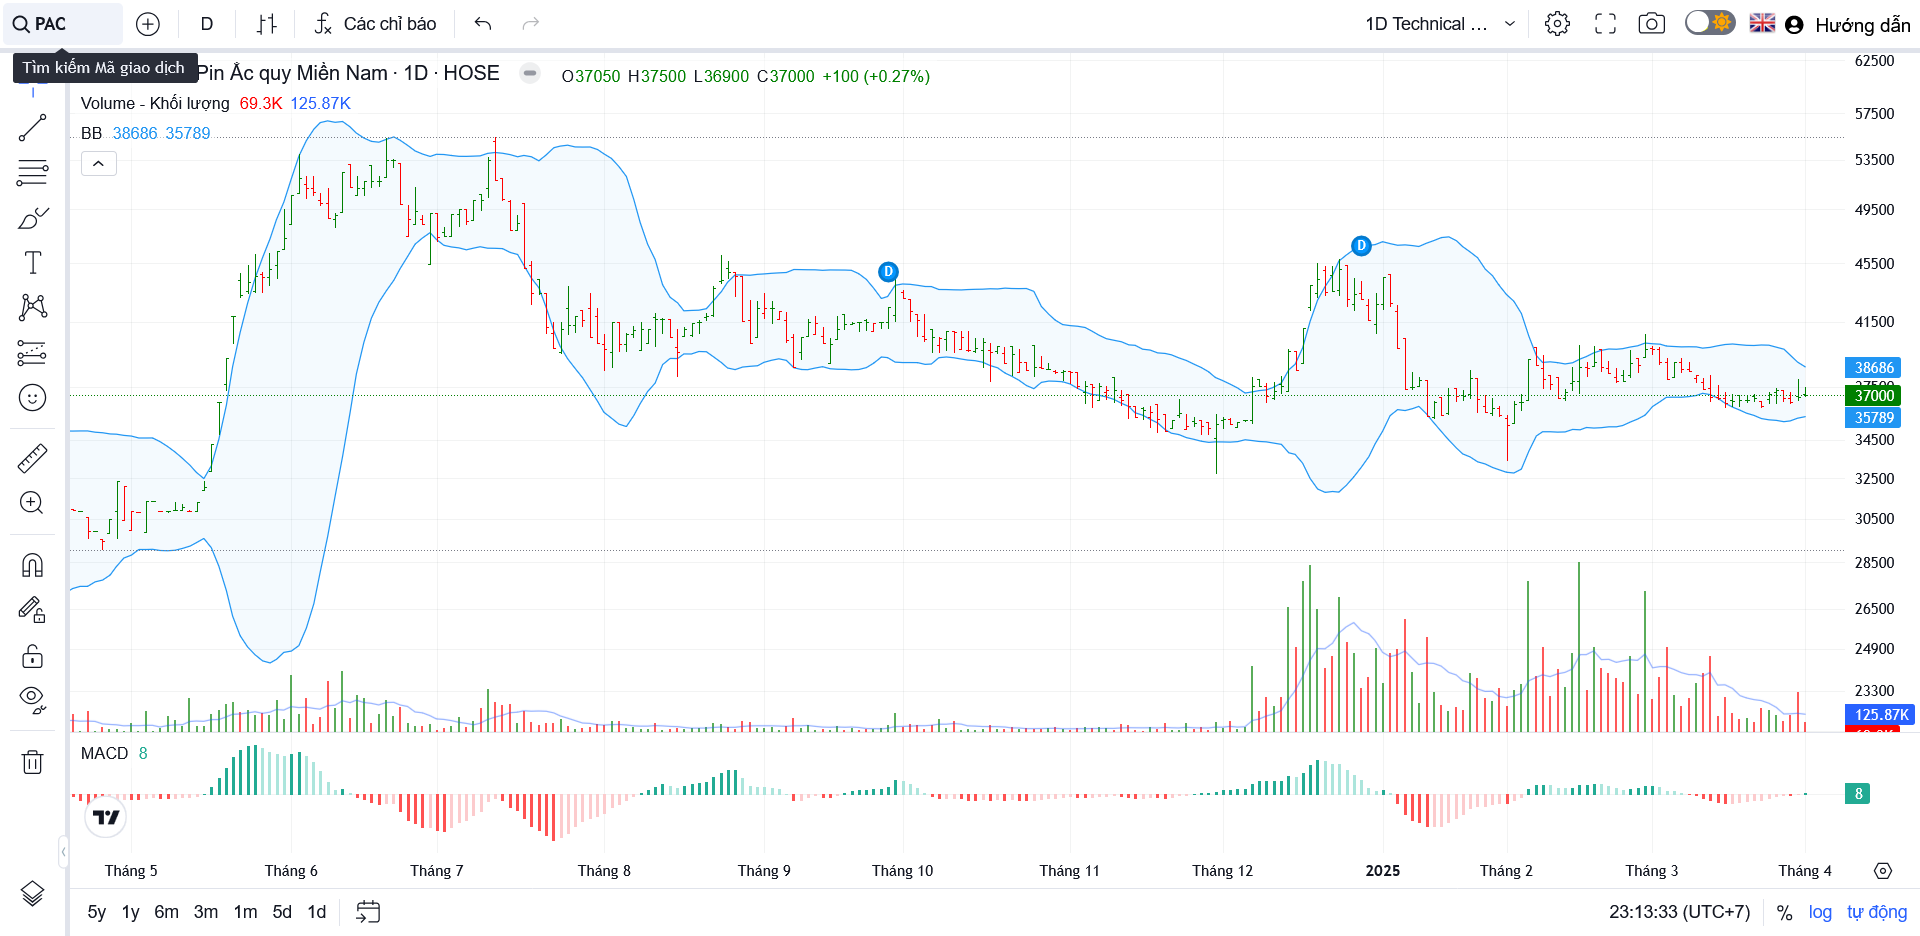 PAC
D
Các chỉ báo
1D Technical ...
Hướng dẫn
Tìm kiếm Mã giao dịch
Pin Ắc quy Miền Nam · 1D · HOSE
O37050 H37500 L36900 C37000 +100 (+0.27%)
Volume - Khối lượng 69.3K 125.87K
BB 38686 35789
D
D
62500
57500
53500
49500
45500
41500
38686
37500
37000
35789
34500
32500
30500
28500
26500
24900
23300
125.87K
MACD 8
8
Tháng 5
Tháng 6
Tháng 7
Tháng 8
Tháng 9
Tháng 10
Tháng 11
Tháng 12
2025
Tháng 2
Tháng 3
Tháng 4
5y 1y 6m 3m 1m 5d 1d
23:13:33 (UTC+7) % log tự động